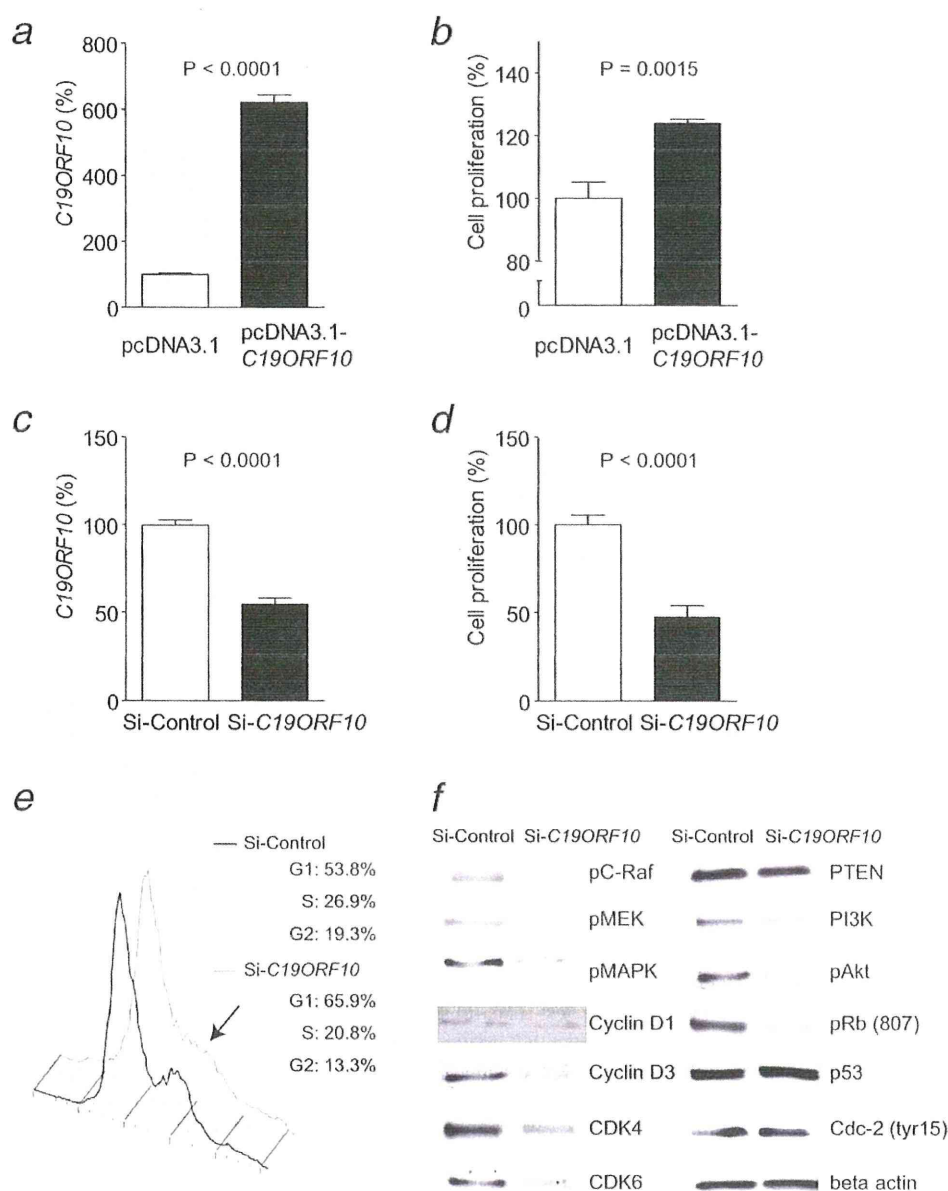 a
800
600
400
200
0
C19ORF10 (%)
P < 0.0001
pcDNA3.1
pcDNA3.1-
C19ORF10
b
140
120
100
80
0
Cell proliferation (%)
P = 0.0015
pcDNA3.1
pcDNA3.1-
C19ORF10
c
150
100
50
0
C19ORF10 (%)
P < 0.0001
Si-Control Si-C19ORF10
d
150
100
50
0
Cell proliferation (%)
P < 0.0001
Si-Control Si-C19ORF10
e
Si-Control
G1: 53.8%
S: 26.9%
G2: 19.3%
Si-C19ORF10
G1: 65.9%
S: 20.8%
G2: 13.3%
f
Si-Control Si-C19ORF10
pC-Raf
pMEK
pMAPK
Cyclin D1
Cyclin D3
CDK4
CDK6
Si-Control Si-C19ORF10
PTEN
PI3K
pAkt
pRb (807)
p53
Cdc-2 (tyr15)
beta actin